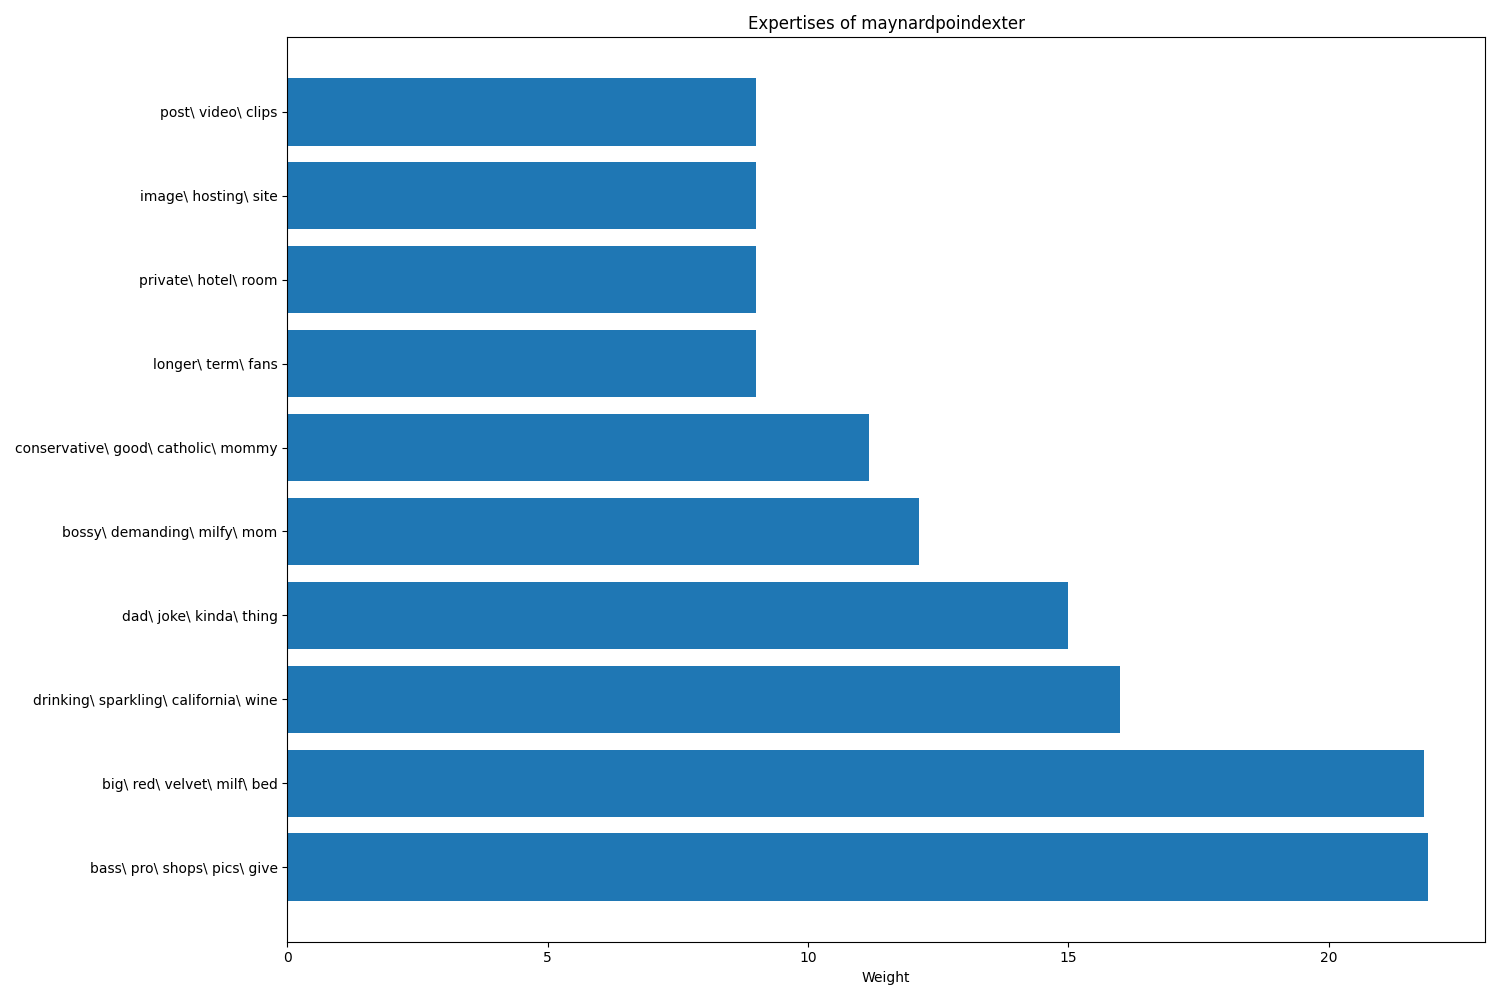 Expertises of maynardpoindexter
post\ video\ clips
image\ hosting\ site
private\ hotel\ room
longer\ term\ fans
conservative\ good\ catholic\ mommy
bossy\ demanding\ milfy\ mom
dad\ joke\ kinda\ thing
drinking\ sparkling\ california\ wine
big\ red\ velvet\ milf\ bed
bass\ pro\ shops\ pics\ give
0 5 10 15 20
Weight